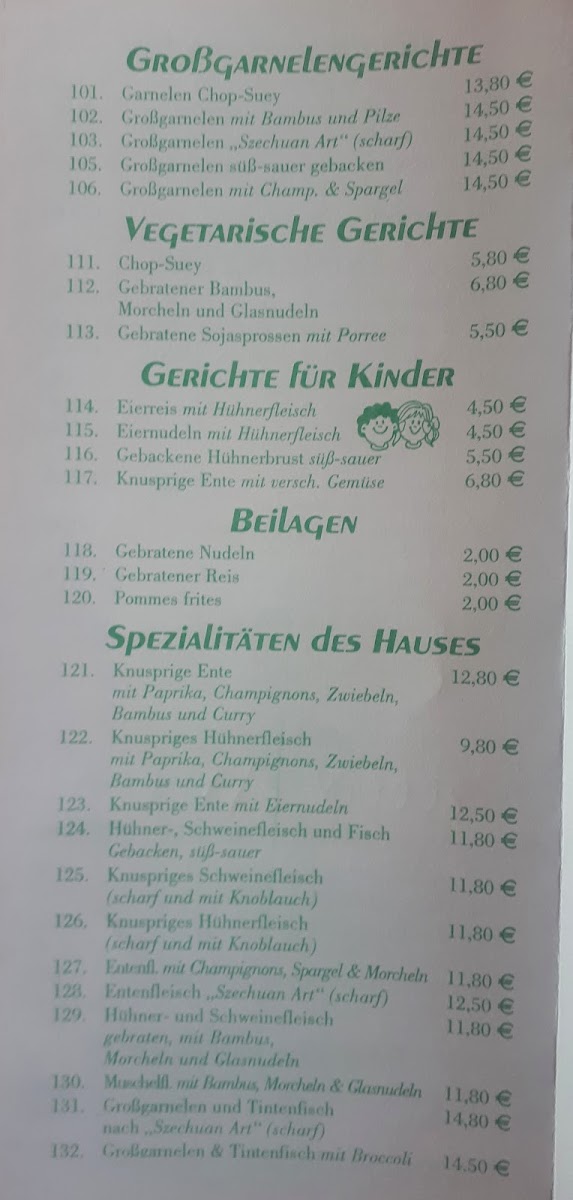 Großgarnelengerichte
101. Garnelen Chop-Suey 13,80 €
102. Großgarnelen mit Bambus und Pilze 14,50 €
103. Großgarnelen „Szechuan Art“ (scharf) 14,50 €
105. Großgarnelen süß-sauer gebacken 14,50 €
106. Großgarnelen mit Champ. & Spargel 14,50 €
Vegetarische Gerichte
111. Chop-Suey 5,80 €
112. Gebratener Bambus, 6,80 €
Morcheln und Glasnudeln
113. Gebratene Sojasprossen mit Porree 5,50 €
Gerichte für Kinder
114. Eierreis mit Hühnerfleisch 4,50 €
115. Eiernudeln mit Hühnerfleisch 4,50 €
116. Gebackene Hühnerbrust süß-sauer 5,50 €
117. Knusprige Ente mit versch. Gemüse 6,80 €
Beilagen
118. Gebratene Nudeln 2,00 €
119. Gebratener Reis 2,00 €
120. Pommes frites 2,00 €
Spezialitäten des Hauses
121. Knusprige Ente 12,80 €
mit Paprika, Champignons, Zwiebeln,
Bambus und Curry
122. Knuspriges Hühnerfleisch 9,80 €
mit Paprika, Champignons, Zwiebeln,
Bambus und Curry
123. Knusprige Ente mit Eiernudeln 12,50 €
124. Hühner-, Schweinefleisch und Fisch 11,80 €
Gebacken, süß-sauer
125. Knuspriges Schweinefleisch 11,80 €
(scharf und mit Knoblauch)
126. Knuspriges Hühnerfleisch 11,80 €
(scharf und mit Knoblauch)
127. Entenfl. mit Champignons, Spargel & Morcheln 11,80 €
128. Entenfleisch „Szechuan Art“ (scharf) 12,50 €
129. Hühner- und Schweinefleisch 11,80 €
gebraten, mit Bambus,
Morcheln und Glasnudeln
130. Muschelfl. mit Bambus, Morcheln & Glasnudeln 11,80 €
131. Großgarnelen und Tintenfisch 14,80 €
nach „Szechuan Art“ (scharf)
132. Großgarnelen & Tintenfisch mit Broccoli 14.50 €